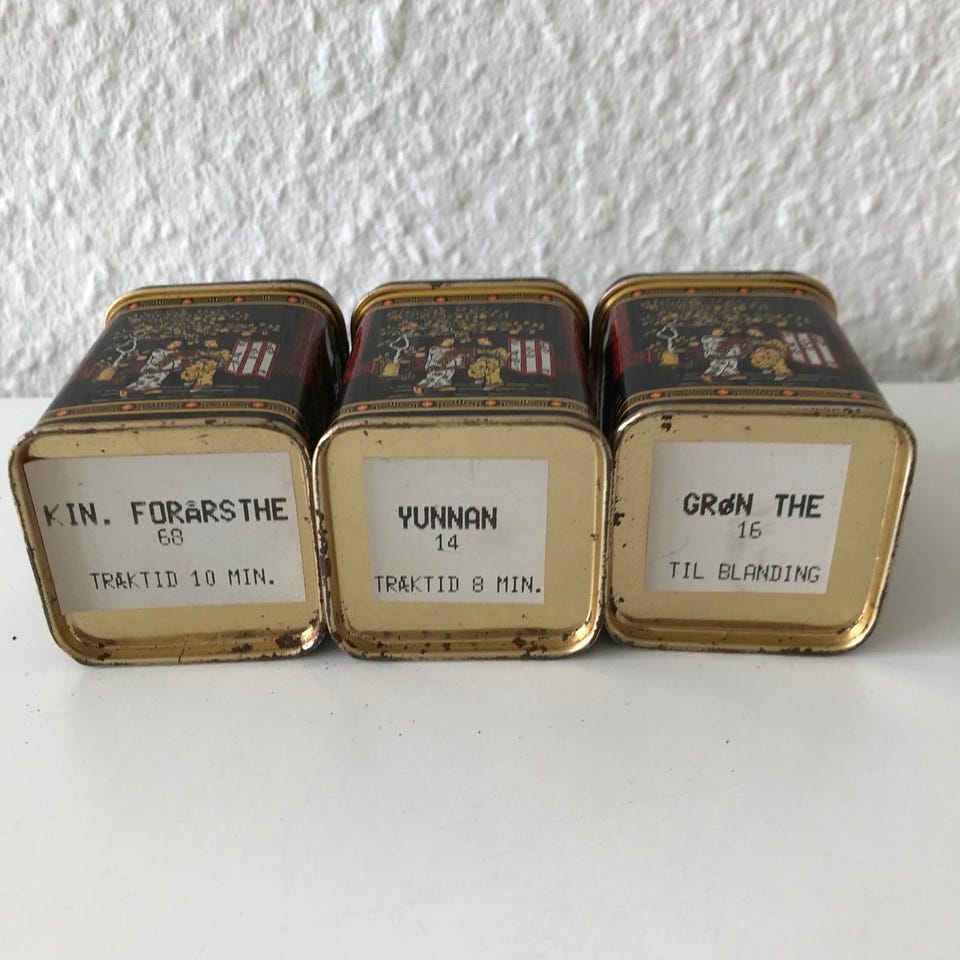 KIN. FORÅRSTHE
68
TRÆKTID 10 MIN.
YUNNAN
14
TRÆKTID 8 MIN.
GRØN THE
16
TIL BLANDING